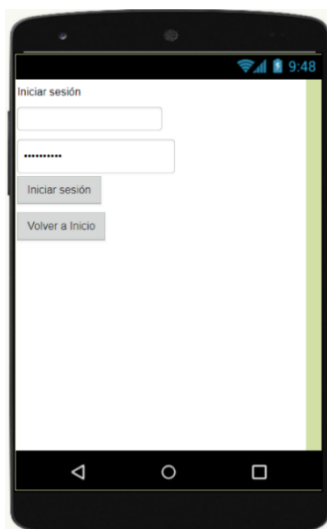 9:48
Iniciar sesión
••••••••••
Iniciar sesión
Volver a Inicio